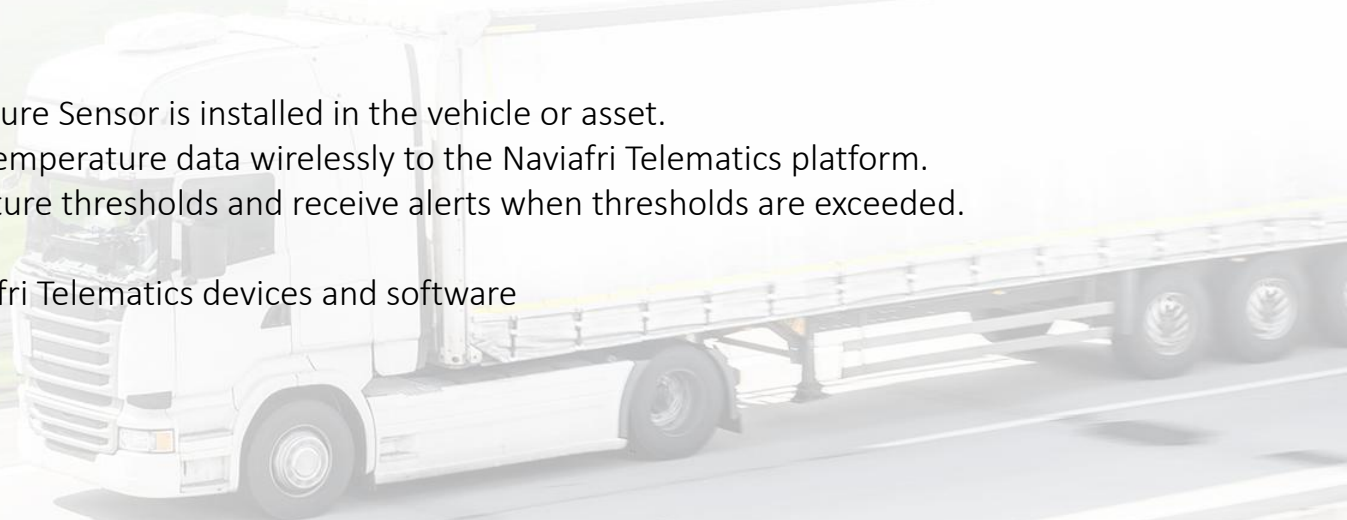 ure Sensor is installed in the vehicle or asset.
emperature data wirelessly to the Naviafri Telematics platform.
ture thresholds and receive alerts when thresholds are exceeded.
fri Telematics devices and software